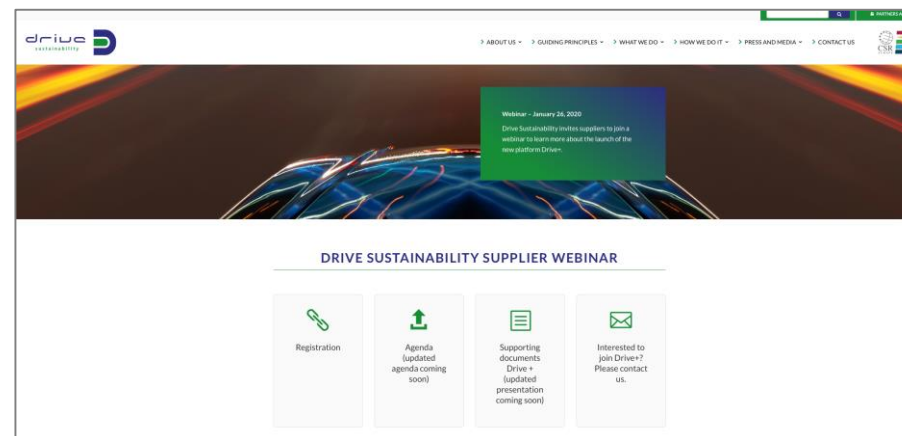 PARTNERS A
drive
sustainability
ABOUT US
GUIDING PRINCIPLES
WHAT WE DO
HOW WE DO IT
PRESS AND MEDIA
CONTACT US
CSR
Webinar – January 26, 2020
Drive Sustainability invites suppliers to join a
webinar to learn more about the launch of the
new platform Drive+.
DRIVE SUSTAINABILITY SUPPLIER WEBINAR
Registration
Agenda
(updated
agenda coming
soon)
Supporting
documents
Drive +
(updated
presentation
coming soon)
Interested to
join Drive+?
Please contact
us.